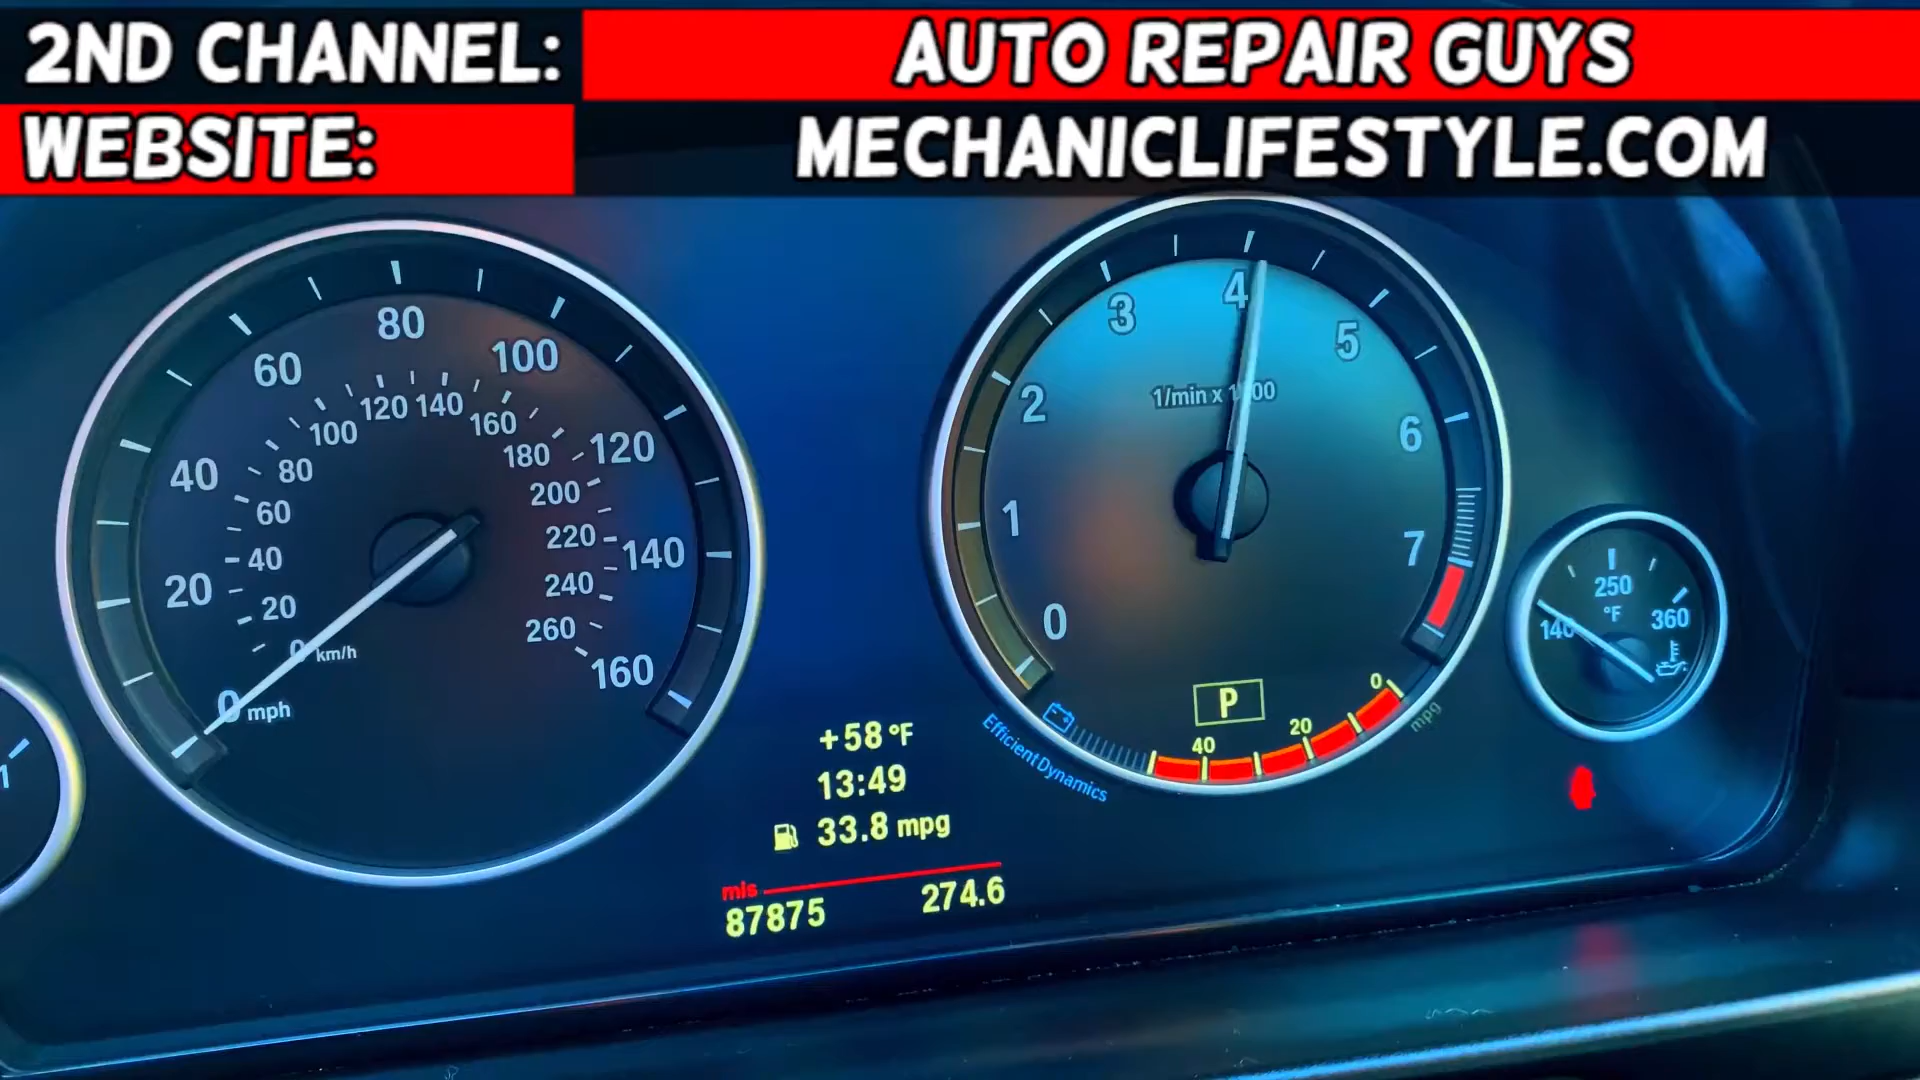 2ND CHANNEL: AUTO REPAIR GUYS
WEBSITE: MECHANICLIFESTYLE.COM
0 20 40 60 80 100 120 140 160
mph
0 20 40 60 80 100 120 140 160 180 200 220 240 260
km/h
+58 °F
13:49
33.8 mpg
mls
87875 274.6
0 1 2 3 4 5 6 7
1/min x 1000
P
40 20 0
mpg
EfficientDynamics
140 250 360
°F
1